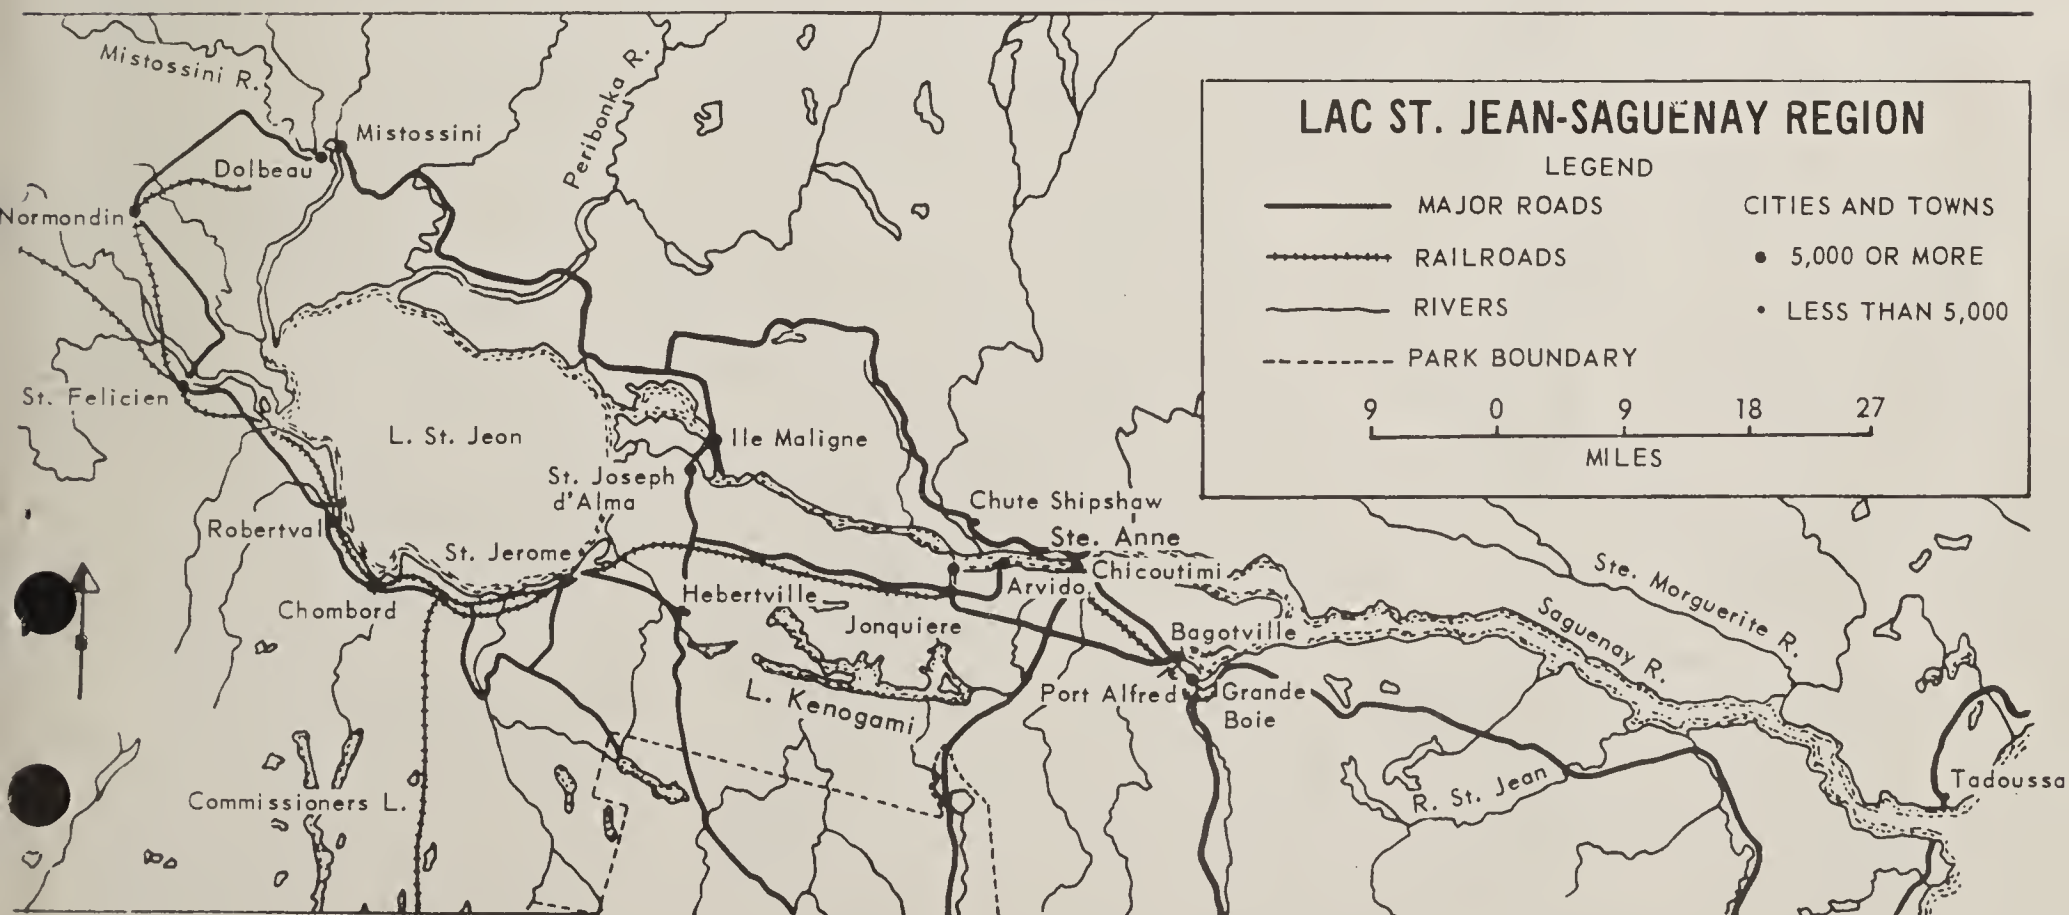 LAC ST. JEAN-SAGUENAY REGION
LEGEND
MAJOR ROADS
RAILROADS
RIVERS
PARK BOUNDARY
CITIES AND TOWNS
5,000 OR MORE
LESS THAN 5,000
9 0 9 18 27
MILES
Mistossini R.
Mistossini
Peribonka R.
Dolbeau
Normondin
St. Felicien
L. St. Jeon
Ile Maligne
St. Joseph
d'Alma
Chute Shipshaw
Ste. Anne
Robertval
St. Jerome
Chicoutimi
Arvido
Ste. Morguerite R.
Hebertville
Chombord
Jonquiere
Bagotville
Saguenay R.
L. Kenogami
Port Alfred
Grande
Boie
Commissioners L.
R. St. Jean
Tadoussa